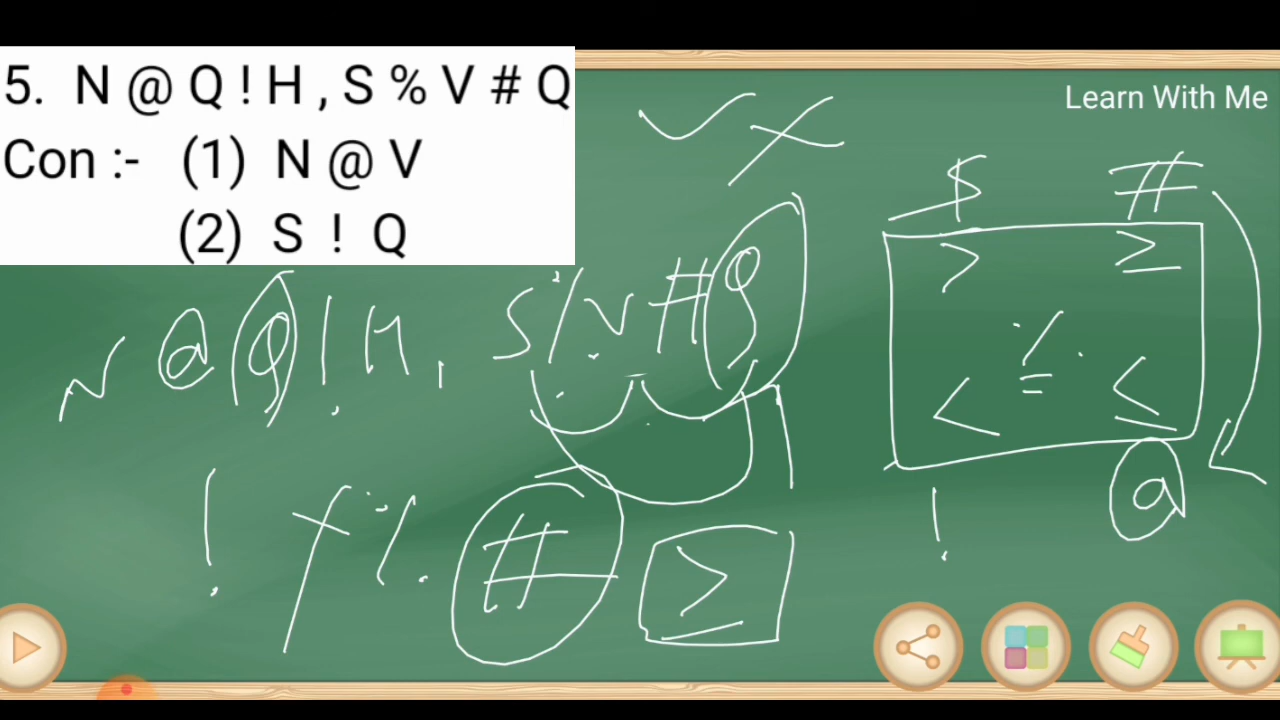 5. N @ Q ! H , S % V # Q
Con :- (1) N @ V
(2) S ! Q
Learn With Me
$ #
> ≥
%
=
< ≤
! @
N @ Q ! H , S % V # Q
! % # ≥